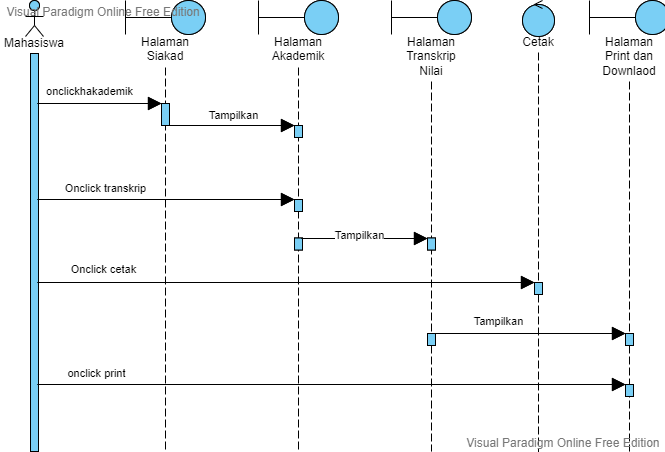 Visual Paradigm Online Free Edition
Mahasiswa
Halaman
Siakad
Halaman
Akademik
Halaman
Transkrip
Nilai
Cetak
Halaman
Print dan
Downlaod
onclickhakademik
Tampilkan
Onclick transkrip
Tampilkan
Onclick cetak
Tampilkan
onclick print
Visual Paradigm Online Free Edition